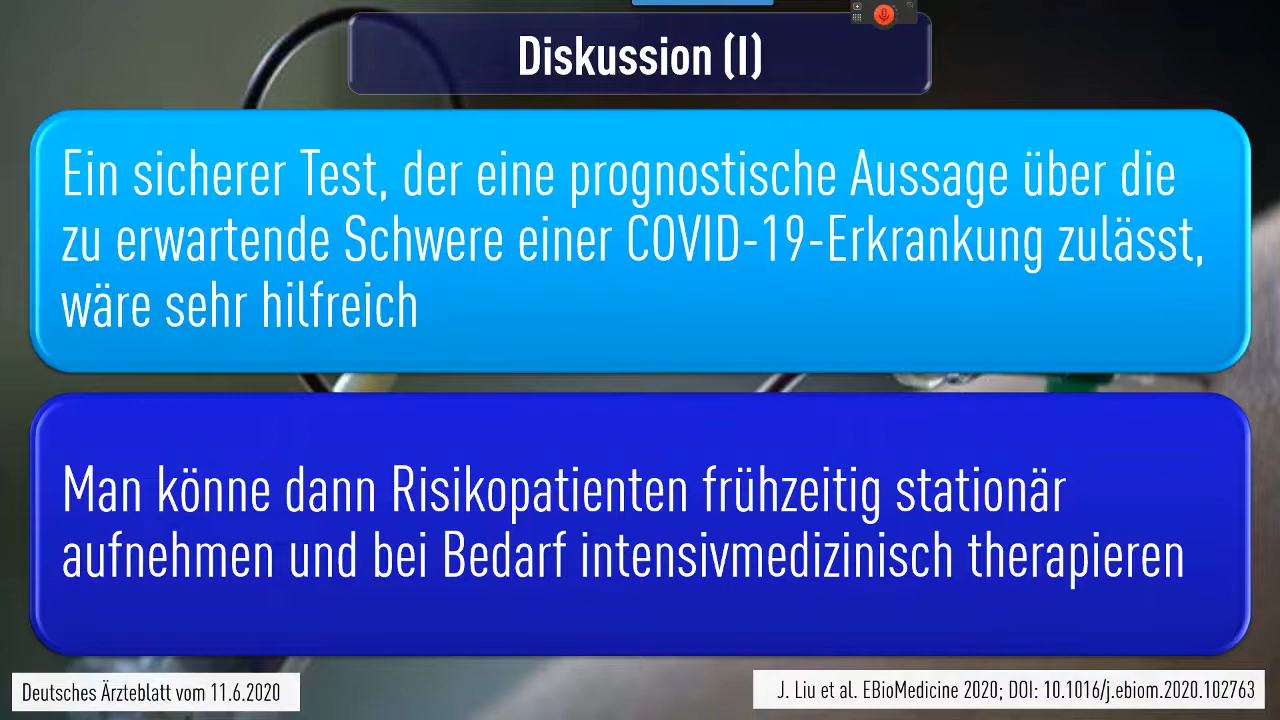 Diskussion (I)
Ein sicherer Test, der eine prognostische Aussage über die
zu erwartende Schwere einer COVID-19-Erkrankung zulässt,
wäre sehr hilfreich
Man könne dann Risikopatienten frühzeitig stationär
aufnehmen und bei Bedarf intensivmedizinisch therapieren
Deutsches Ärzteblatt vom 11.6.2020
J. Liu et al. EBioMedicine 2020; DOI: 10.1016/j.ebiom.2020.102763